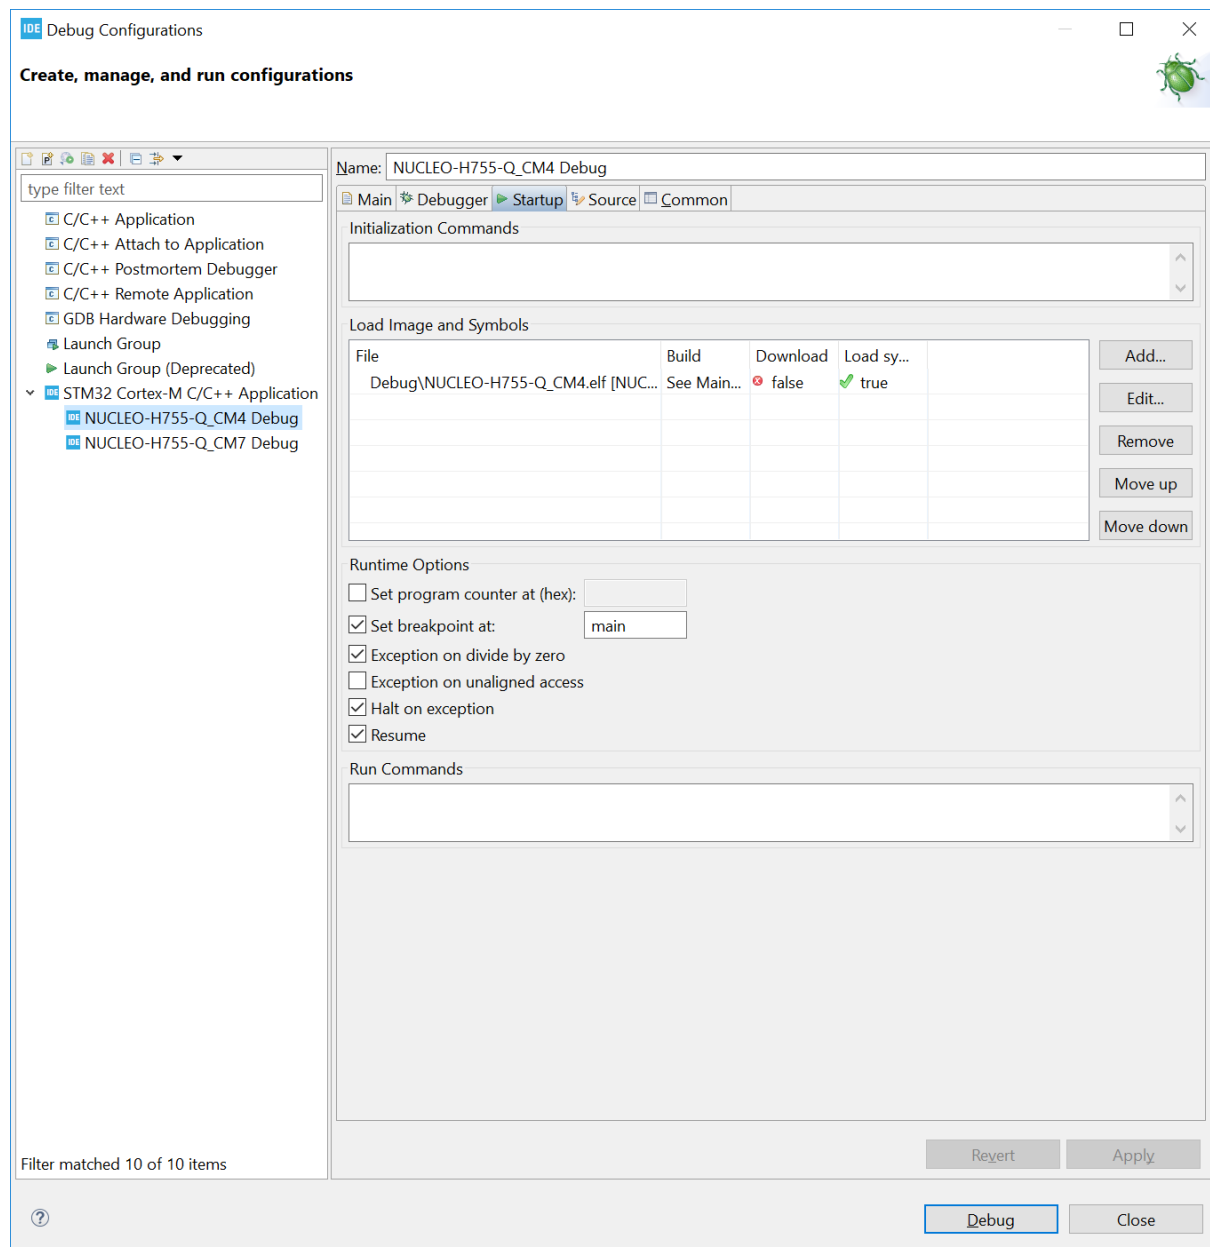 IDE Debug Configurations
Create, manage, and run configurations
type filter text
C/C++ Application
C/C++ Attach to Application
C/C++ Postmortem Debugger
C/C++ Remote Application
GDB Hardware Debugging
Launch Group
Launch Group (Deprecated)
IDE STM32 Cortex-M C/C++ Application
IDE NUCLEO-H755-Q_CM4 Debug
IDE NUCLEO-H755-Q_CM7 Debug
Filter matched 10 of 10 items
Name: NUCLEO-H755-Q_CM4 Debug
Main Debugger Startup Source Common
Initialization Commands
Load Image and Symbols
File Build Download Load sy...
Debug\NUCLEO-H755-Q_CM4.elf [NUC... See Main... false true
Add...
Edit...
Remove
Move up
Move down
Runtime Options
Set program counter at (hex):
Set breakpoint at: main
Exception on divide by zero
Exception on unaligned access
Halt on exception
Resume
Run Commands
Revert Apply
? Debug Close